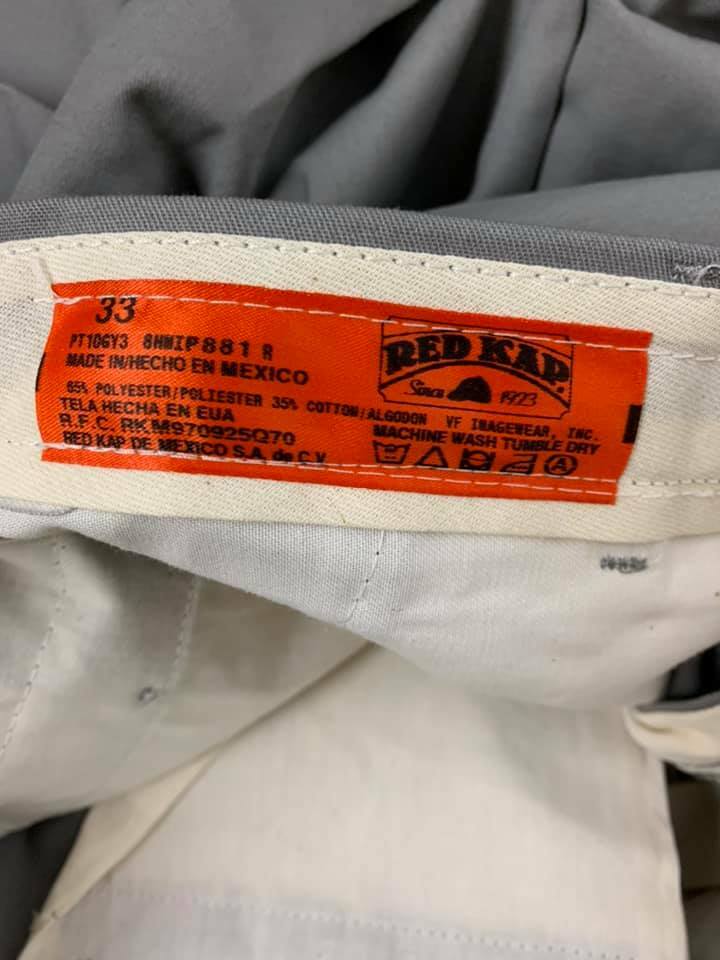 33
PT10GY3 8HMIP881 R
MADE IN/HECHO EN MEXICO
65% POLYESTER/POLIESTER 35% COTTON/ALGODON VF IMAGEWEAR, INC.
TELA HECHA EN EUA
R.F.C. RKM970925Q70
RED KAP DE MEXICO S.A. de C.V.
RED KAP
Since 1923
MACHINE WASH TUMBLE DRY
A